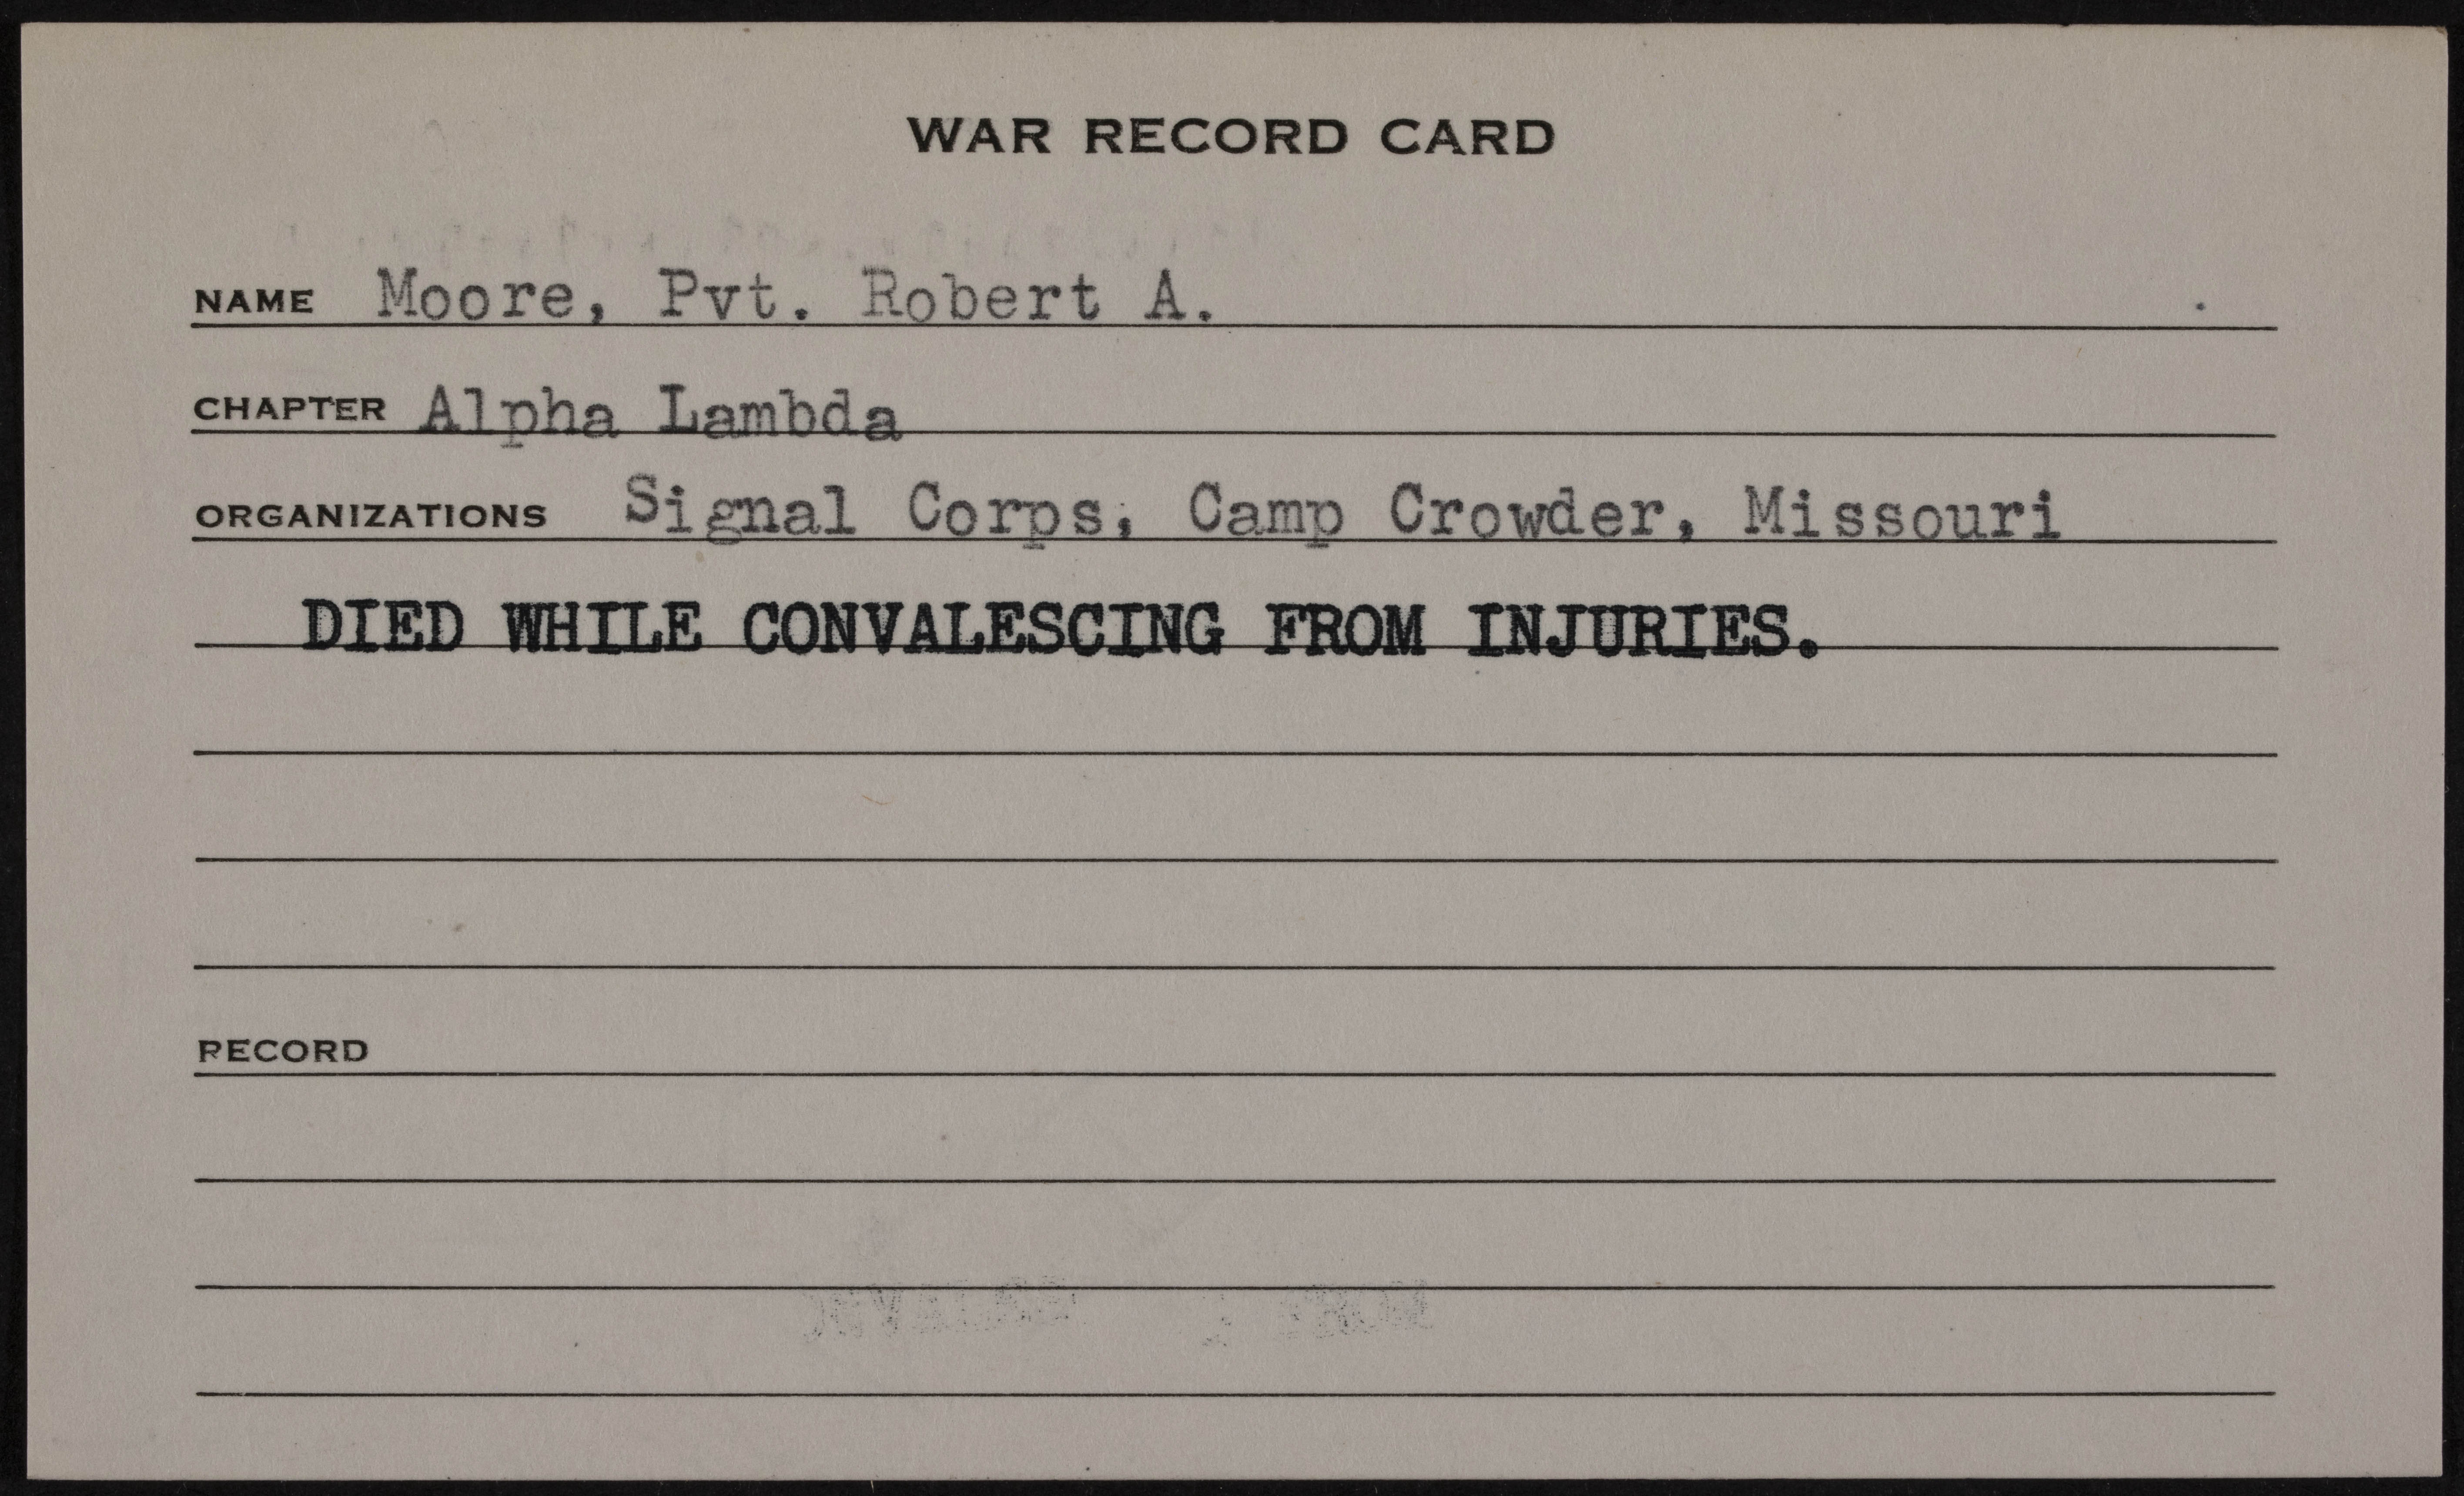 WAR RECORD CARD
NAME Moore, Pvt. Robert A.
CHAPTER Alpha Lambda
ORGANIZATIONS Signal Corps, Camp Crowder, Missouri
DIED WHILE CONVALESCING FROM INJURIES.
RECORD